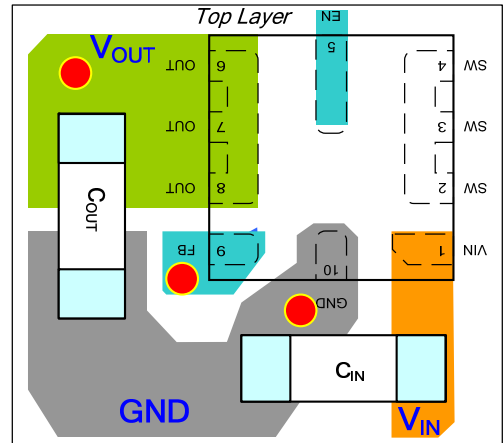 Top Layer
EN
5
VOUT
OUT 6
4 SW
OUT 7
3 SW
OUT 8
2 SW
COUT
FB 9
10
1 VIN
GND
CIN
GND
VIN